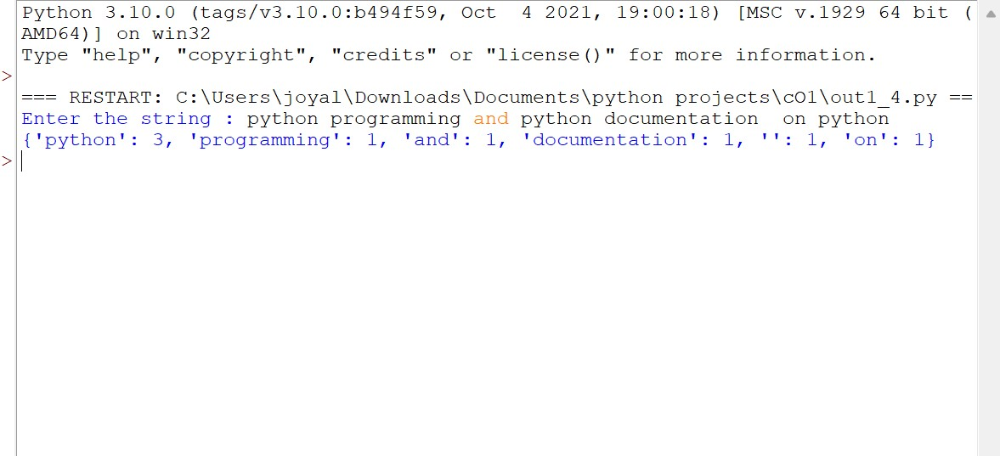 Python 3.10.0 (tags/v3.10.0:b494f59, Oct  4 2021, 19:00:18) [MSC v.1929 64 bit (
AMD64)] on win32
Type "help", "copyright", "credits" or "license()" for more information.
>
=== RESTART: C:\Users\joyal\Downloads\Documents\python projects\cO1\out1_4.py ==
Enter the string : python programming and python documentation  on python
{'python': 3, 'programming': 1, 'and': 1, 'documentation': 1, '': 1, 'on': 1}
>